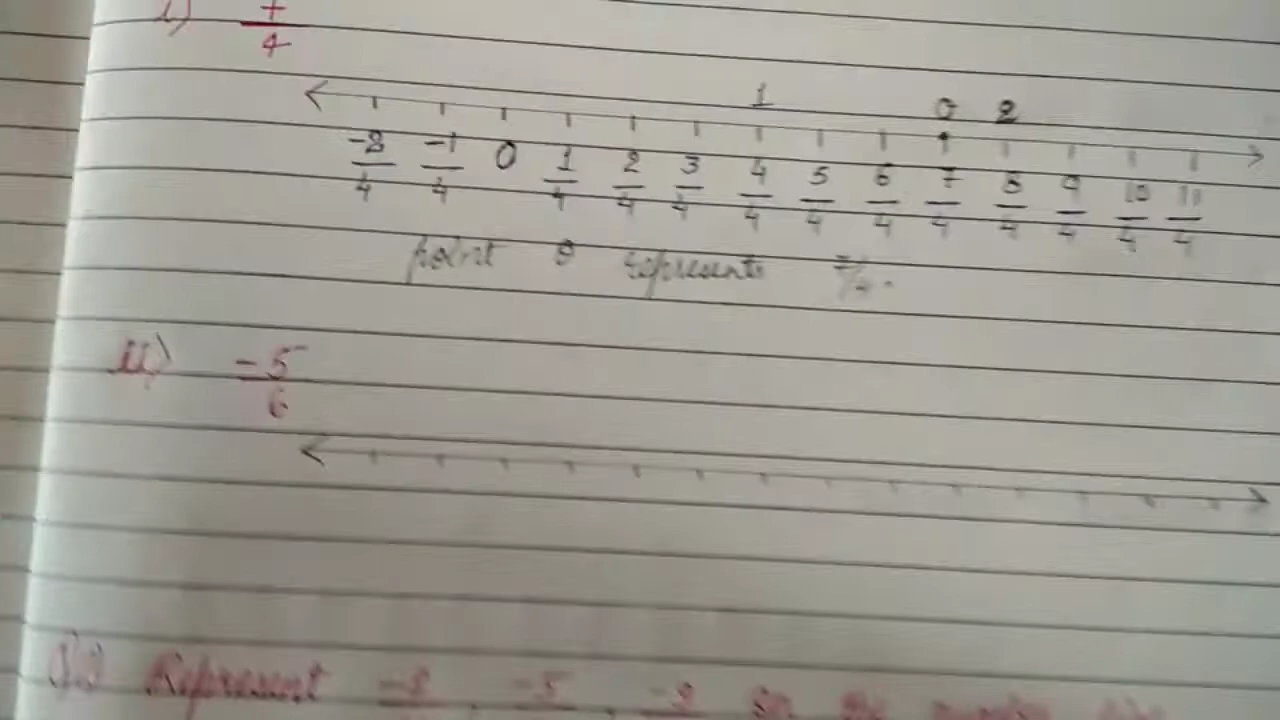 i) 7/4
1 0 2
-2/4 -1/4 0 1/4 2/4 3/4 4/4 5/4 6/4 7/4 8/4 9/4 10/4 11/4
point 0 represents 7/4.
ii) -5/6
Represent